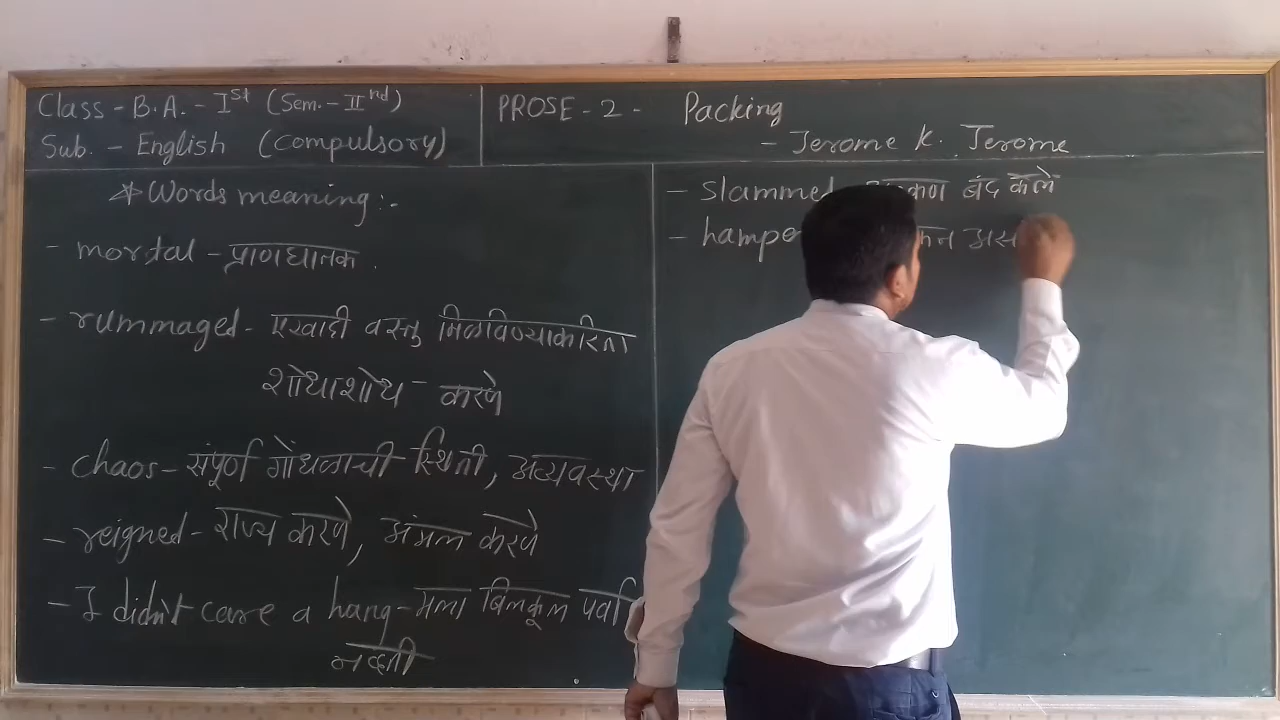 Class - B.A. - Ist (Sem. - IInd)
Sub. - English (Compulsory)
PROSE - 2 - Packing
- Jerome K. Jerome
* Words meaning :-
- mortal - प्राणघातक .
- rummaged - एखादी वस्तु मिळविण्याकरिता
शोधाशोध - करणे
- chaos - संपूर्ण गोंधळाची स्थिती, अव्यवस्था
- reigned - राज्य करणे, अंमल करणे
- I didn't care a hang - मला बिलकूल पर्वा
नव्हती
- slammed बंद केले
- hampe